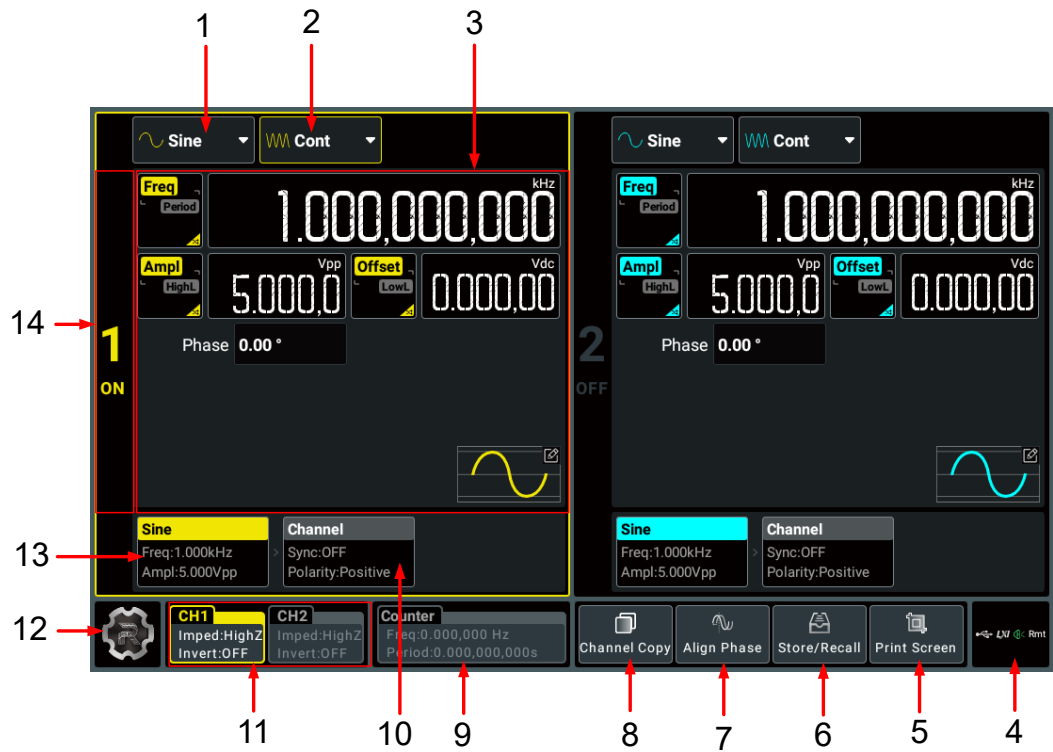 1 2 3
Sine Cont Sine Cont
Freq kHz Freq kHz
Period 1.000,000,000 Period 1.000,000,000
Ampl Vpp Offset Vdc Ampl Vpp Offset Vdc
HighL 5.000,0 LowL 0.000,00 HighL 5.000,0 LowL 0.000,00
14
1 Phase 0.00 ° 2 Phase 0.00 °
ON OFF
Sine Channel Sine Channel
13 Freq:1.000kHz > Sync:OFF Freq:1.000kHz > Sync:OFF
Ampl:5.000Vpp Polarity:Positive Ampl:5.000Vpp Polarity:Positive
CH1 CH2 Counter
12 R Imped:HighZ Imped:HighZ Freq:0.000,000 Hz LXI Rmt
Invert:OFF Invert:OFF Period:0.000,000,000s Channel Copy Align Phase Store/Recall Print Screen
11 10 9 8 7 6 5 4